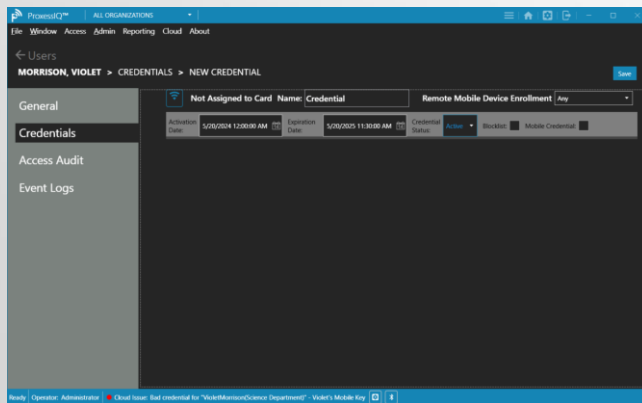 ProxessIQ™ ALL ORGANIZATIONS
File Window Access Admin Reporting Cloud About
Users
MORRISON, VIOLET > CREDENTIALS > NEW CREDENTIAL
Save
General
Credentials
Access Audit
Event Logs
Not Assigned to Card Name: Credential Remote Mobile Device Enrollment Any
Activation Date: 5/20/2024 12:00:00 AM Expiration Date: 5/20/2025 11:30:00 AM Credential Status: Active Blocklist: Mobile Credential:
Ready Operator: Administrator Cloud Issue: Bad credential for "VioletMorrison(Science Department)" - Violet's Mobile Key